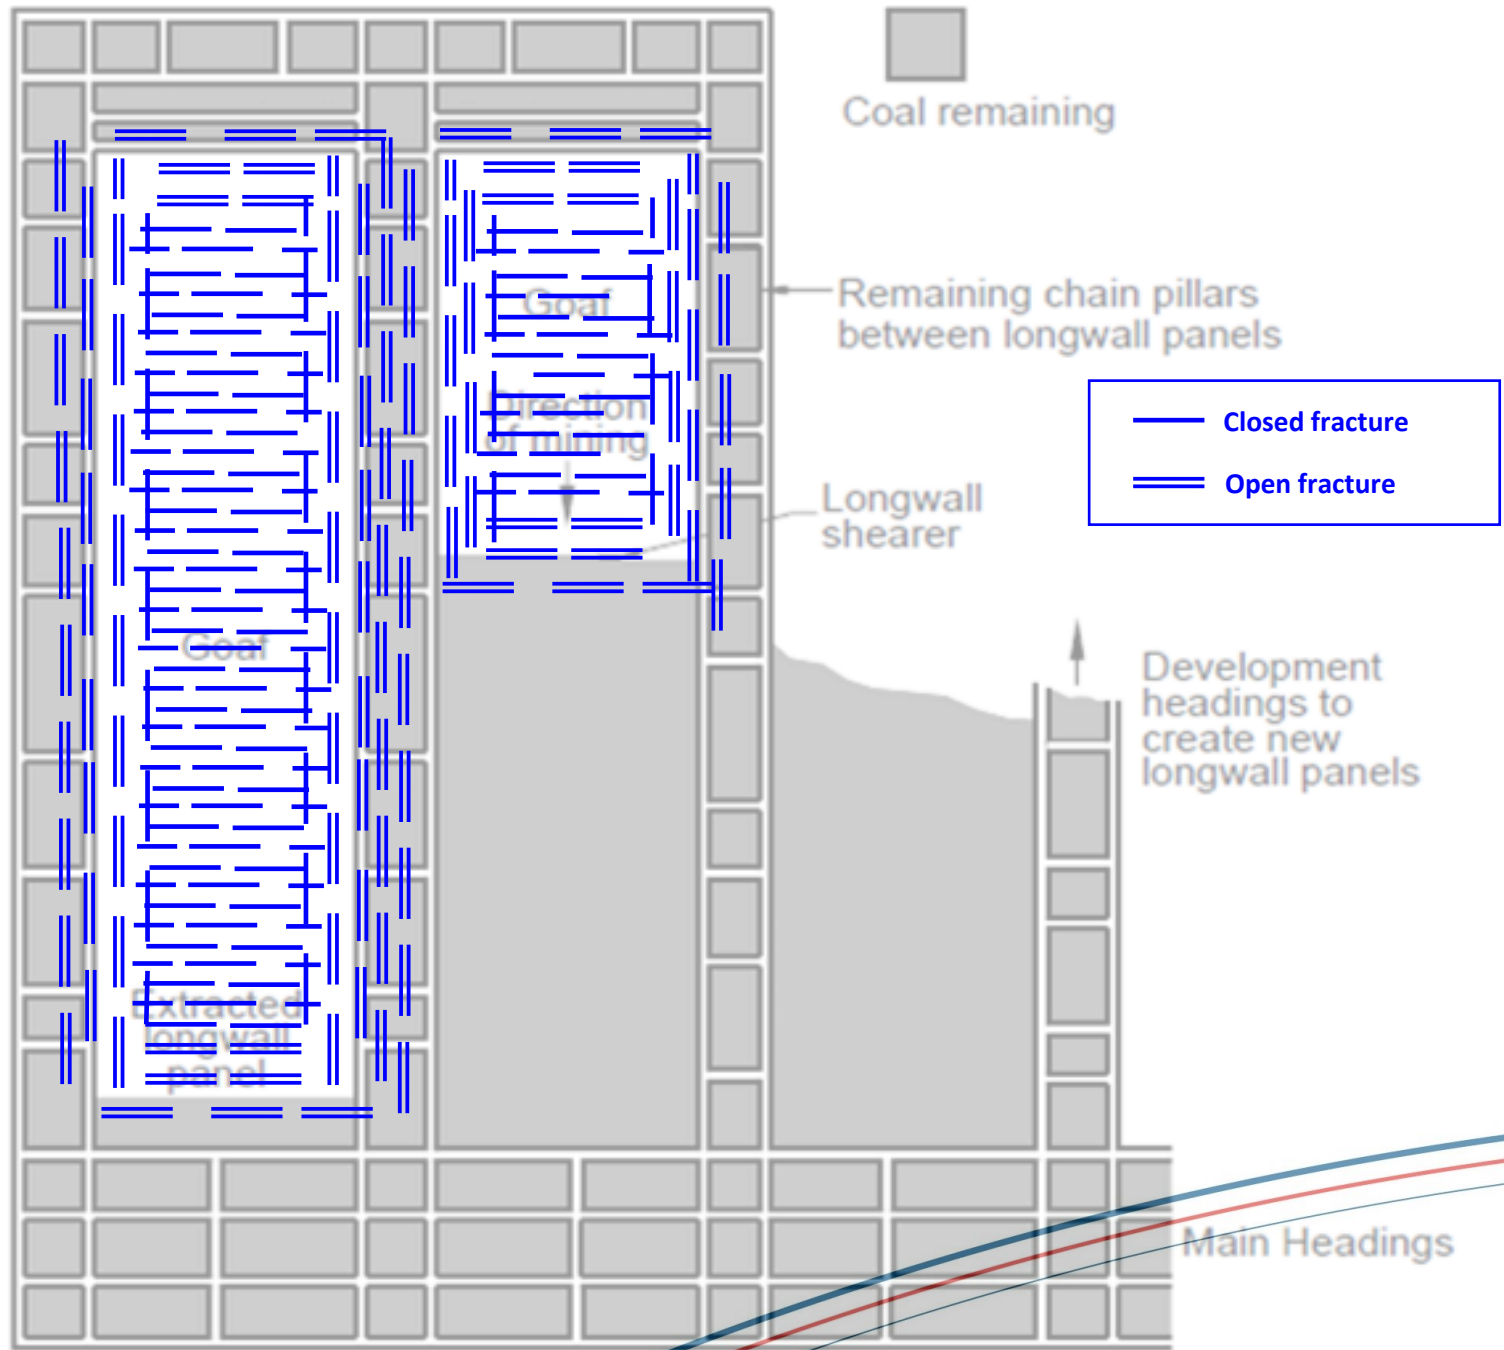 Coal remaining
Goaf
Remaining chain pillars
between longwall panels
Direction
of mining
Closed fracture
Open fracture
Longwall
shearer
Goaf
Development
headings to
create new
longwall panels
Extracted
longwall
panel
Main Headings